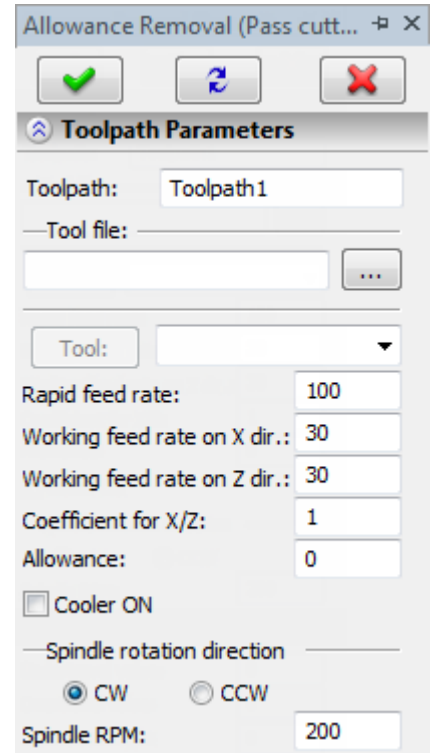 Allowance Removal (Pass cutt...
Toolpath Parameters
Toolpath: Toolpath1
Tool file:
...
Tool:
Rapid feed rate: 100
Working feed rate on X dir.: 30
Working feed rate on Z dir.: 30
Coefficient for X/Z: 1
Allowance: 0
Cooler ON
Spindle rotation direction
CW CCW
Spindle RPM: 200